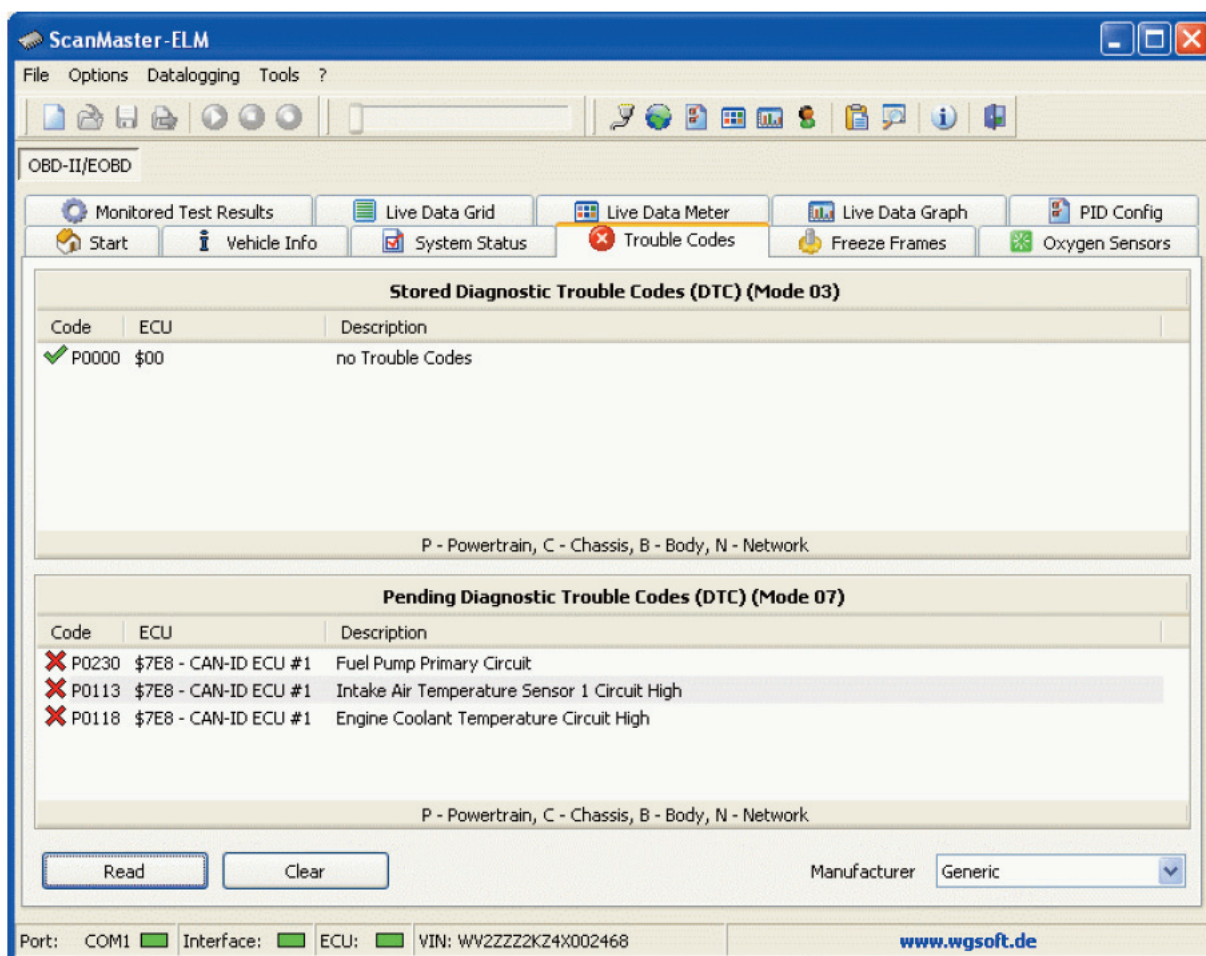 ScanMaster-ELM
File Options Datalogging Tools ?
OBD-II/EOBD
Monitored Test Results Live Data Grid Live Data Meter Live Data Graph PID Config
Start Vehicle Info System Status Trouble Codes Freeze Frames Oxygen Sensors
Stored Diagnostic Trouble Codes (DTC) (Mode 03)
Code ECU Description
P0000 $00 no Trouble Codes
P - Powertrain, C - Chassis, B - Body, N - Network
Pending Diagnostic Trouble Codes (DTC) (Mode 07)
Code ECU Description
P0230 $7E8 - CAN-ID ECU #1 Fuel Pump Primary Circuit
P0113 $7E8 - CAN-ID ECU #1 Intake Air Temperature Sensor 1 Circuit High
P0118 $7E8 - CAN-ID ECU #1 Engine Coolant Temperature Circuit High
P - Powertrain, C - Chassis, B - Body, N - Network
Read Clear Manufacturer Generic
Port: COM1 Interface: ECU: VIN: WV2ZZZ2KZ4X002468 www.wgsoft.de